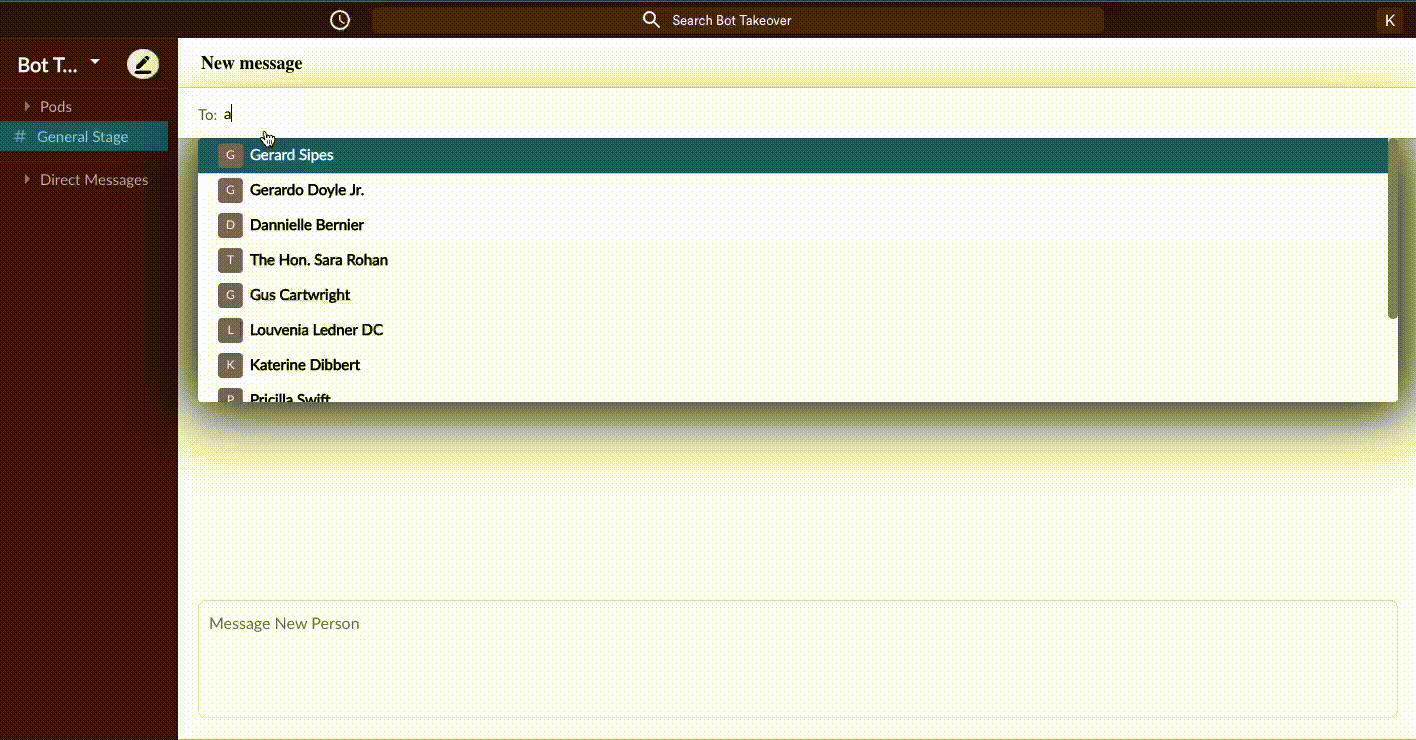 Search Bot Takeover
K
Bot T...
New message
Pods
# General Stage
Direct Messages
To: a
G Gerard Sipes
G Gerardo Doyle Jr.
D Dannielle Bernier
T The Hon. Sara Rohan
G Gus Cartwright
L Louvenia Ledner DC
K Katerine Dibbert
P Pricilla Swift
Message New Person